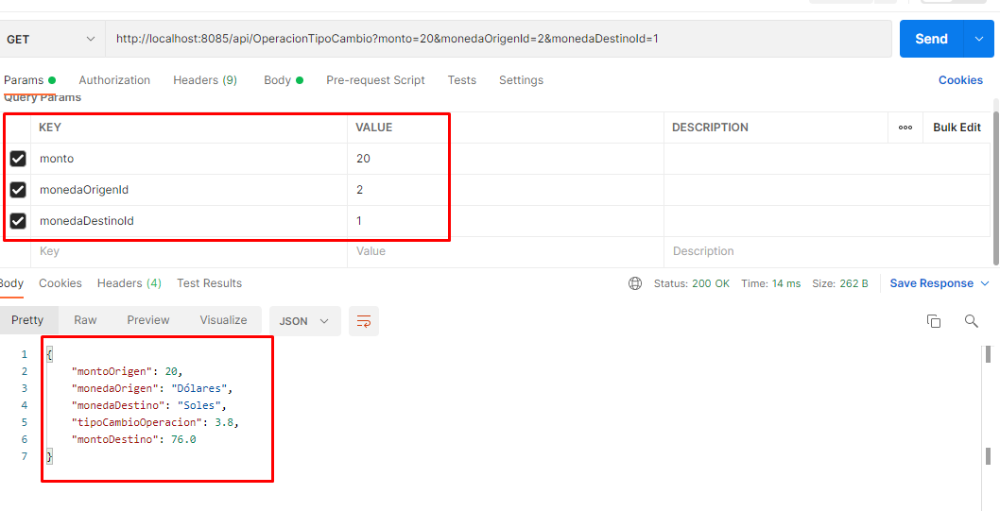 GET http://localhost:8085/api/OperacionTipoCambio?monto=20&monedaOrigenId=2&monedaDestinoId=1 Send
Params Authorization Headers (9) Body Pre-request Script Tests Settings Cookies
Query Params
KEY VALUE DESCRIPTION ooo Bulk Edit
monto 20
monedaOrigenId 2
monedaDestinoId 1
Key Value Description
Body Cookies Headers (4) Test Results Status: 200 OK Time: 14 ms Size: 262 B Save Response
Pretty Raw Preview Visualize JSON
1 {
2 "montoOrigen": 20,
3 "monedaOrigen": "Dólares",
4 "monedaDestino": "Soles",
5 "tipoCambioOperacion": 3.8,
6 "montoDestino": 76.0
7 }